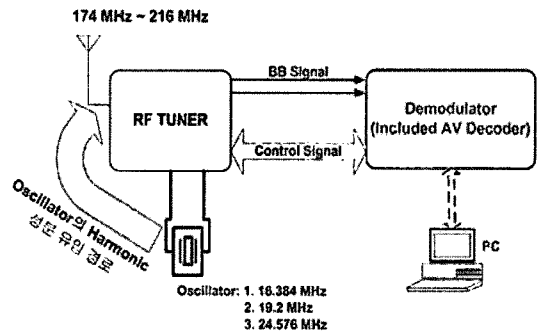 174 MHz ~ 216 MHz
BB Signal
RF TUNER
Demodulator
(Included AV Decoder)
Control Signal
Oscillator의 Harmonic
성분 유입 경로
PC
Oscillator: 1. 16.384 MHz
2. 19.2 MHz
3. 24.576 MHz